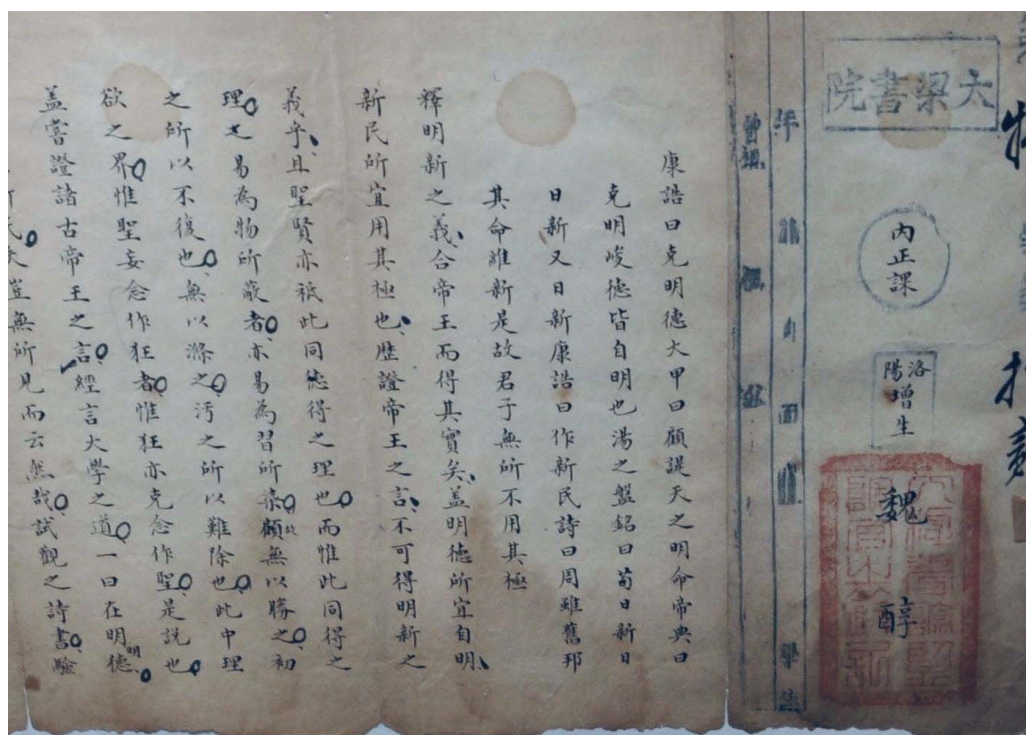 大梁書院
內正課
洛陽增生
魏醇
康誥曰克明德大甲曰顧諟天之明命帝典曰
克明峻德皆自明也湯之盤銘曰苟日新日
日新又日新康誥曰作新民詩曰周雖舊邦
其命維新是故君子無所不用其極
釋明新之義合帝王而得其實矣蓋明德所宜自明
新民所宜用其極也歷證帝王之言不可得明新之
義乎且聖賢亦祇此同德得之理也而惟此同得之
理之易為物所蔽者亦易為習所染顧無以勝之初
之所以不復也無以滌之污之所以難除也此中理
欲之界惟聖妄念作狂者惟狂亦克念作聖是說也
蓋嘗證諸古帝王之言經言大學之道一曰在明明德
民夫豈無所見而云然哉試觀之詩書驗